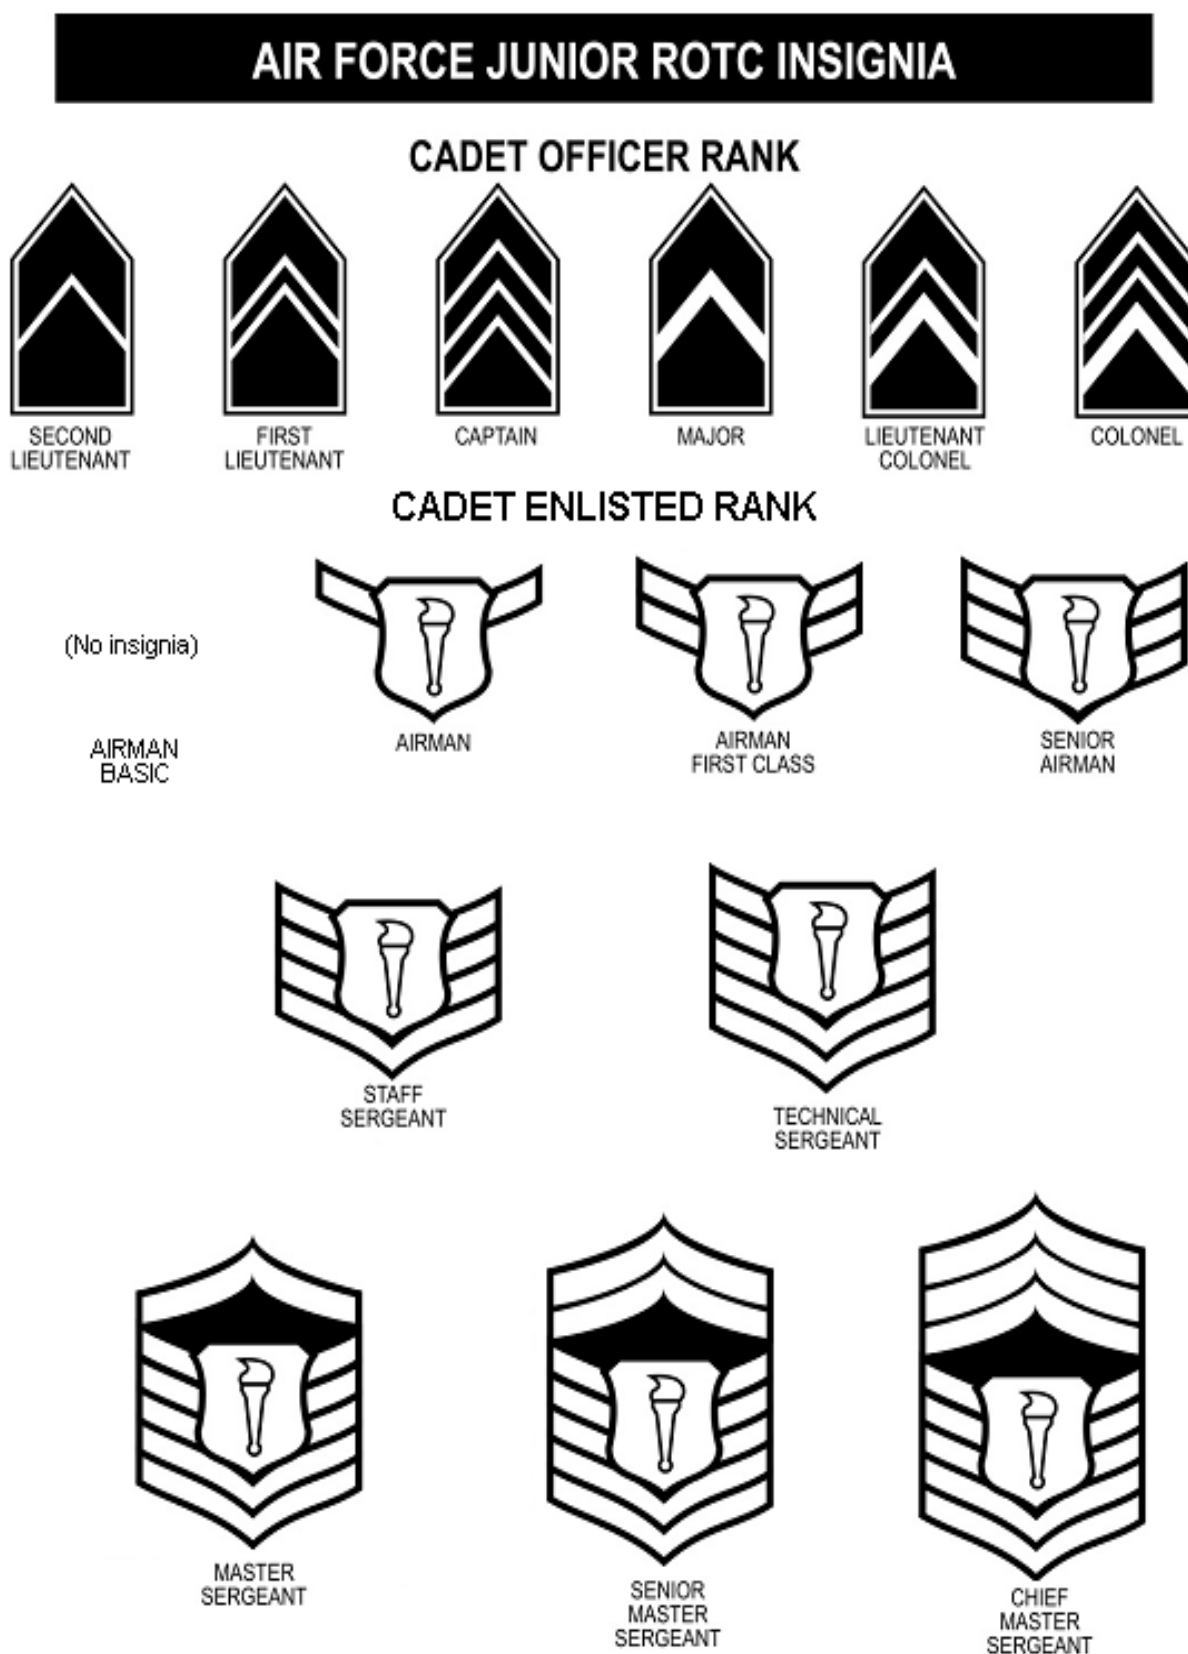 AIR FORCE JUNIOR ROTC INSIGNIA
CADET OFFICER RANK
SECOND
LIEUTENANT
FIRST
LIEUTENANT
CAPTAIN
MAJOR
LIEUTENANT
COLONEL
COLONEL
CADET ENLISTED RANK
(No insignia)
AIRMAN
BASIC
AIRMAN
AIRMAN
FIRST CLASS
SENIOR
AIRMAN
STAFF
SERGEANT
TECHNICAL
SERGEANT
MASTER
SERGEANT
SENIOR
MASTER
SERGEANT
CHIEF
MASTER
SERGEANT